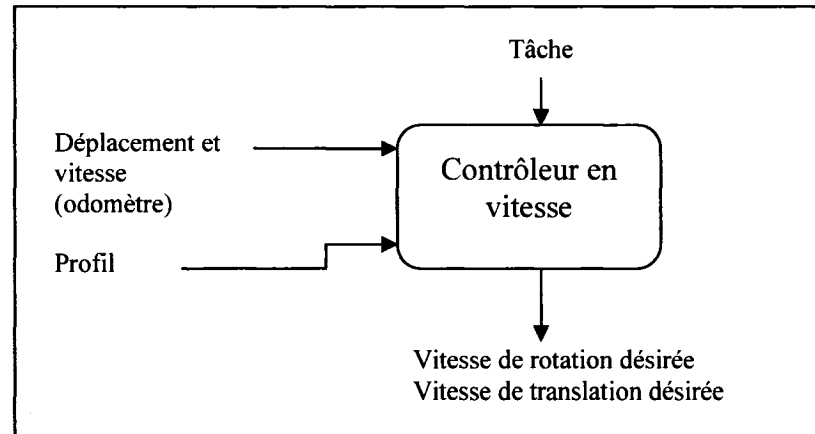 Tâche
Déplacement et
vitesse
(odomètre)
Contrôleur en
vitesse
Profil
Vitesse de rotation désirée
Vitesse de translation désirée